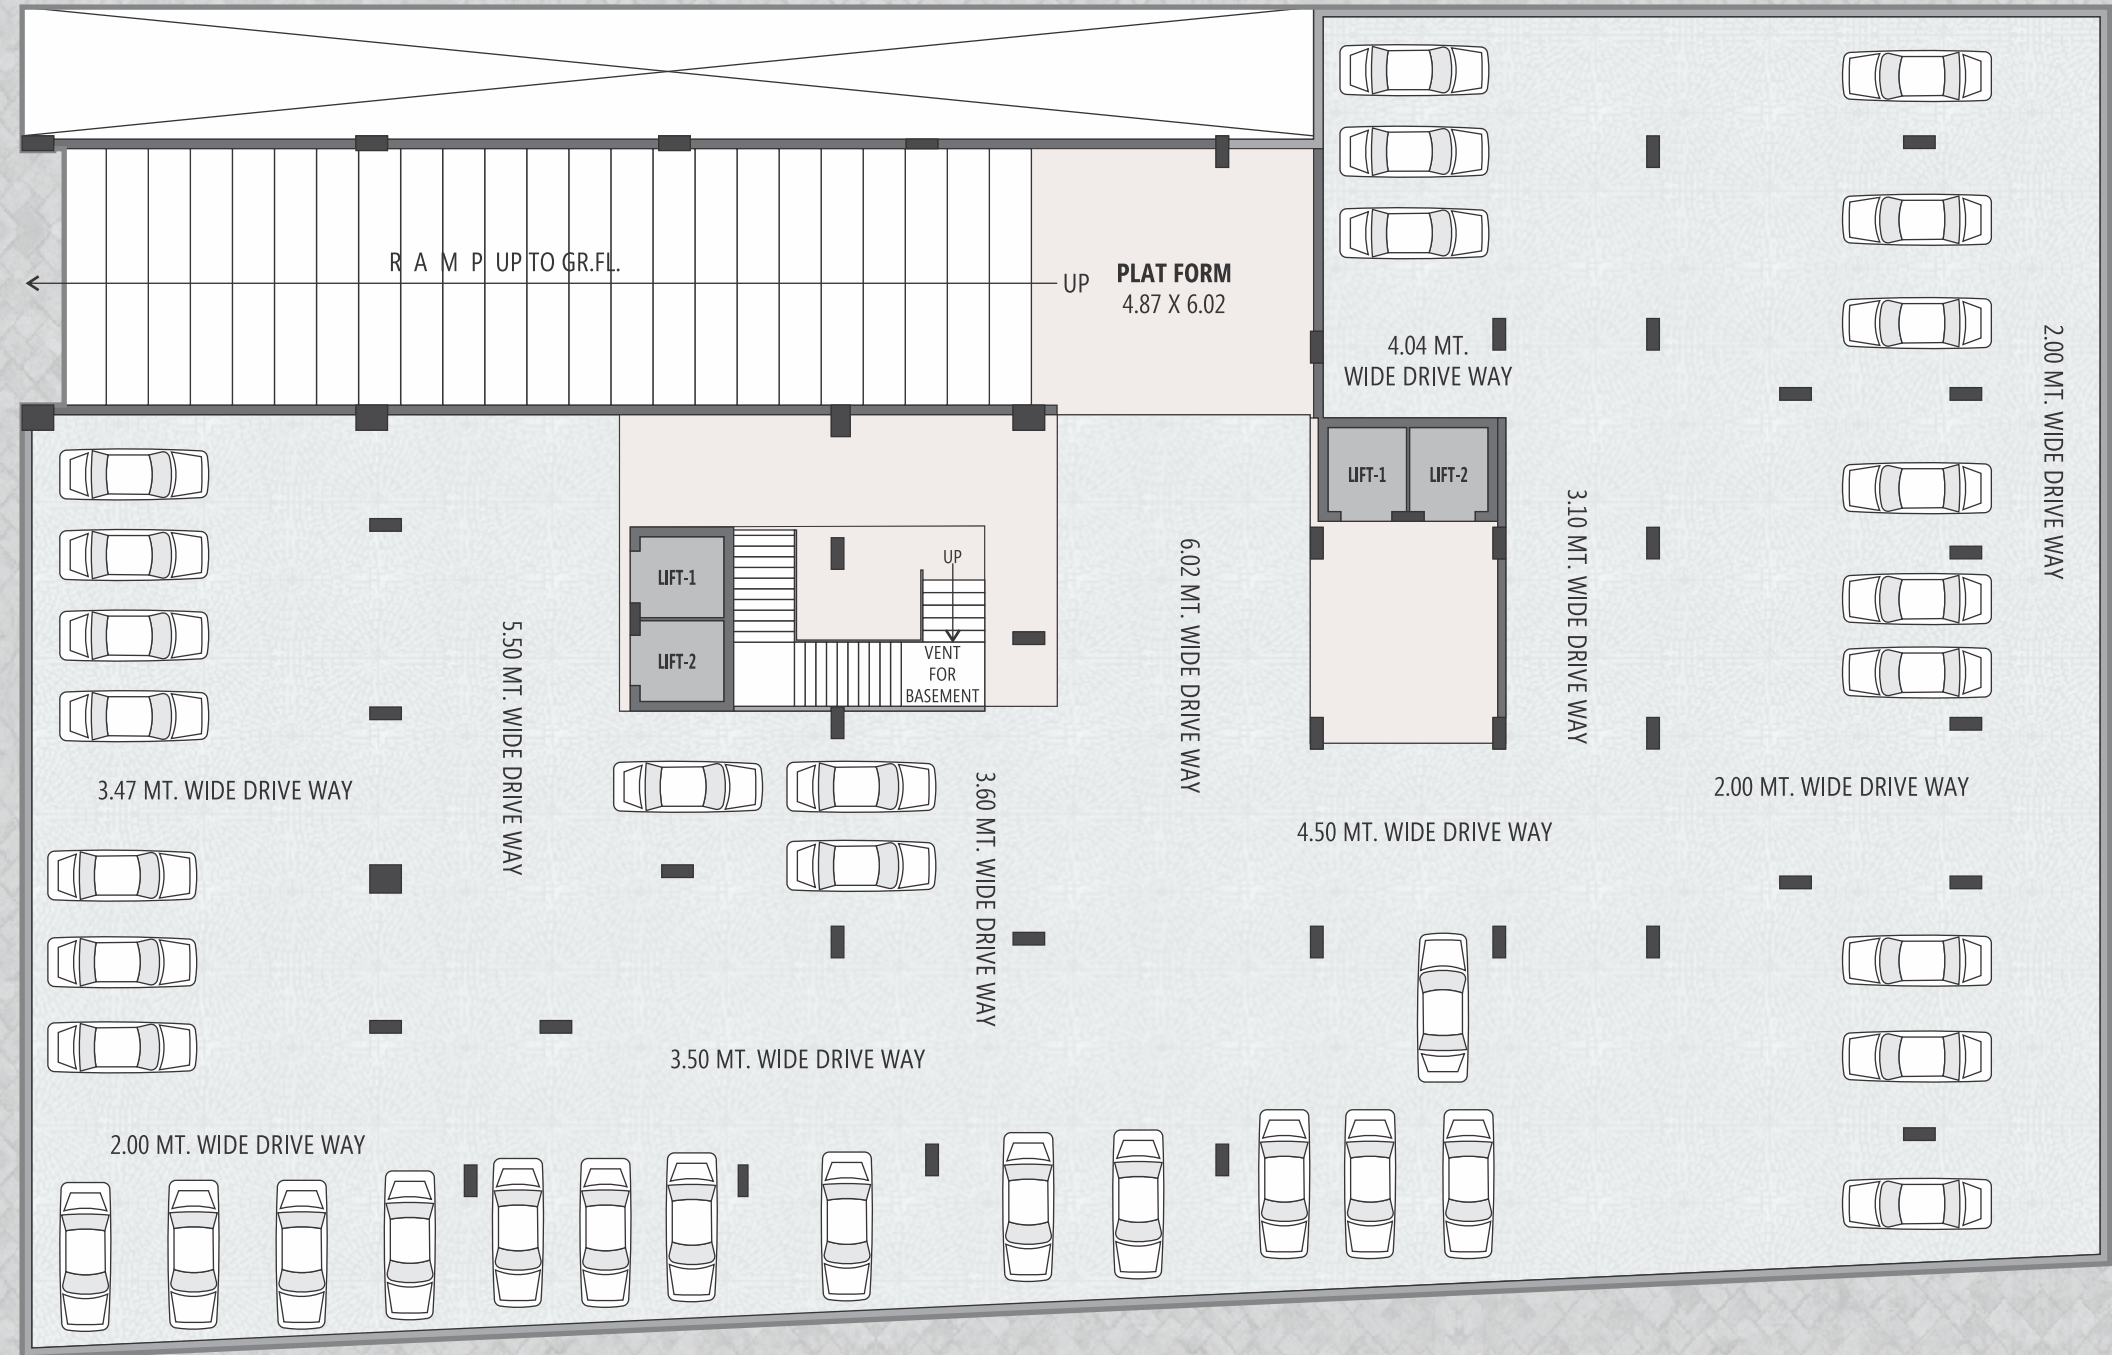 R A M P UP TO GR.FL.
UP
PLAT FORM
4.87 X 6.02
4.04 MT.
WIDE DRIVE WAY
2.00 MT. WIDE DRIVE WAY
LIFT-1
LIFT-2
LIFT-1
LIFT-2
UP
VENT
FOR
BASEMENT
5.50 MT. WIDE DRIVE WAY
6.02 MT. WIDE DRIVE WAY
3.10 MT. WIDE DRIVE WAY
3.47 MT. WIDE DRIVE WAY
3.60 MT. WIDE DRIVE WAY
2.00 MT. WIDE DRIVE WAY
4.50 MT. WIDE DRIVE WAY
3.50 MT. WIDE DRIVE WAY
2.00 MT. WIDE DRIVE WAY